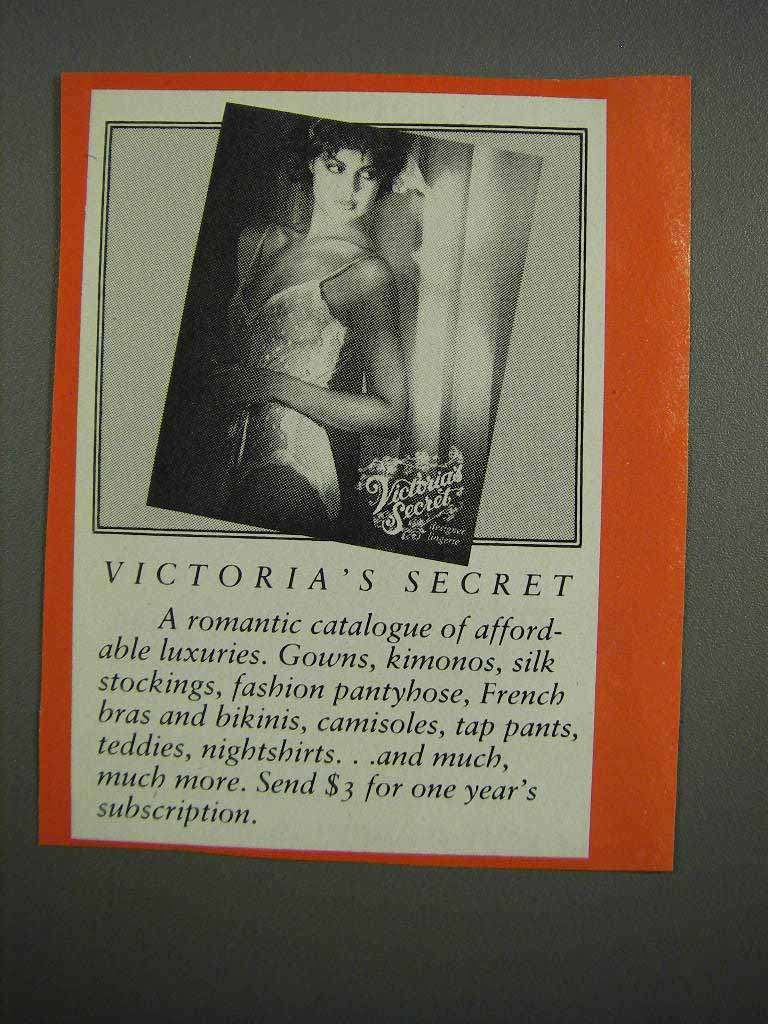 Victoria's
Secret
designer
lingerie
VICTORIA'S SECRET
A romantic catalogue of afford-
able luxuries. Gowns, kimonos, silk
stockings, fashion pantyhose, French
bras and bikinis, camisoles, tap pants,
teddies, nightshirts. . .and much,
much more. Send $3 for one year's
subscription.